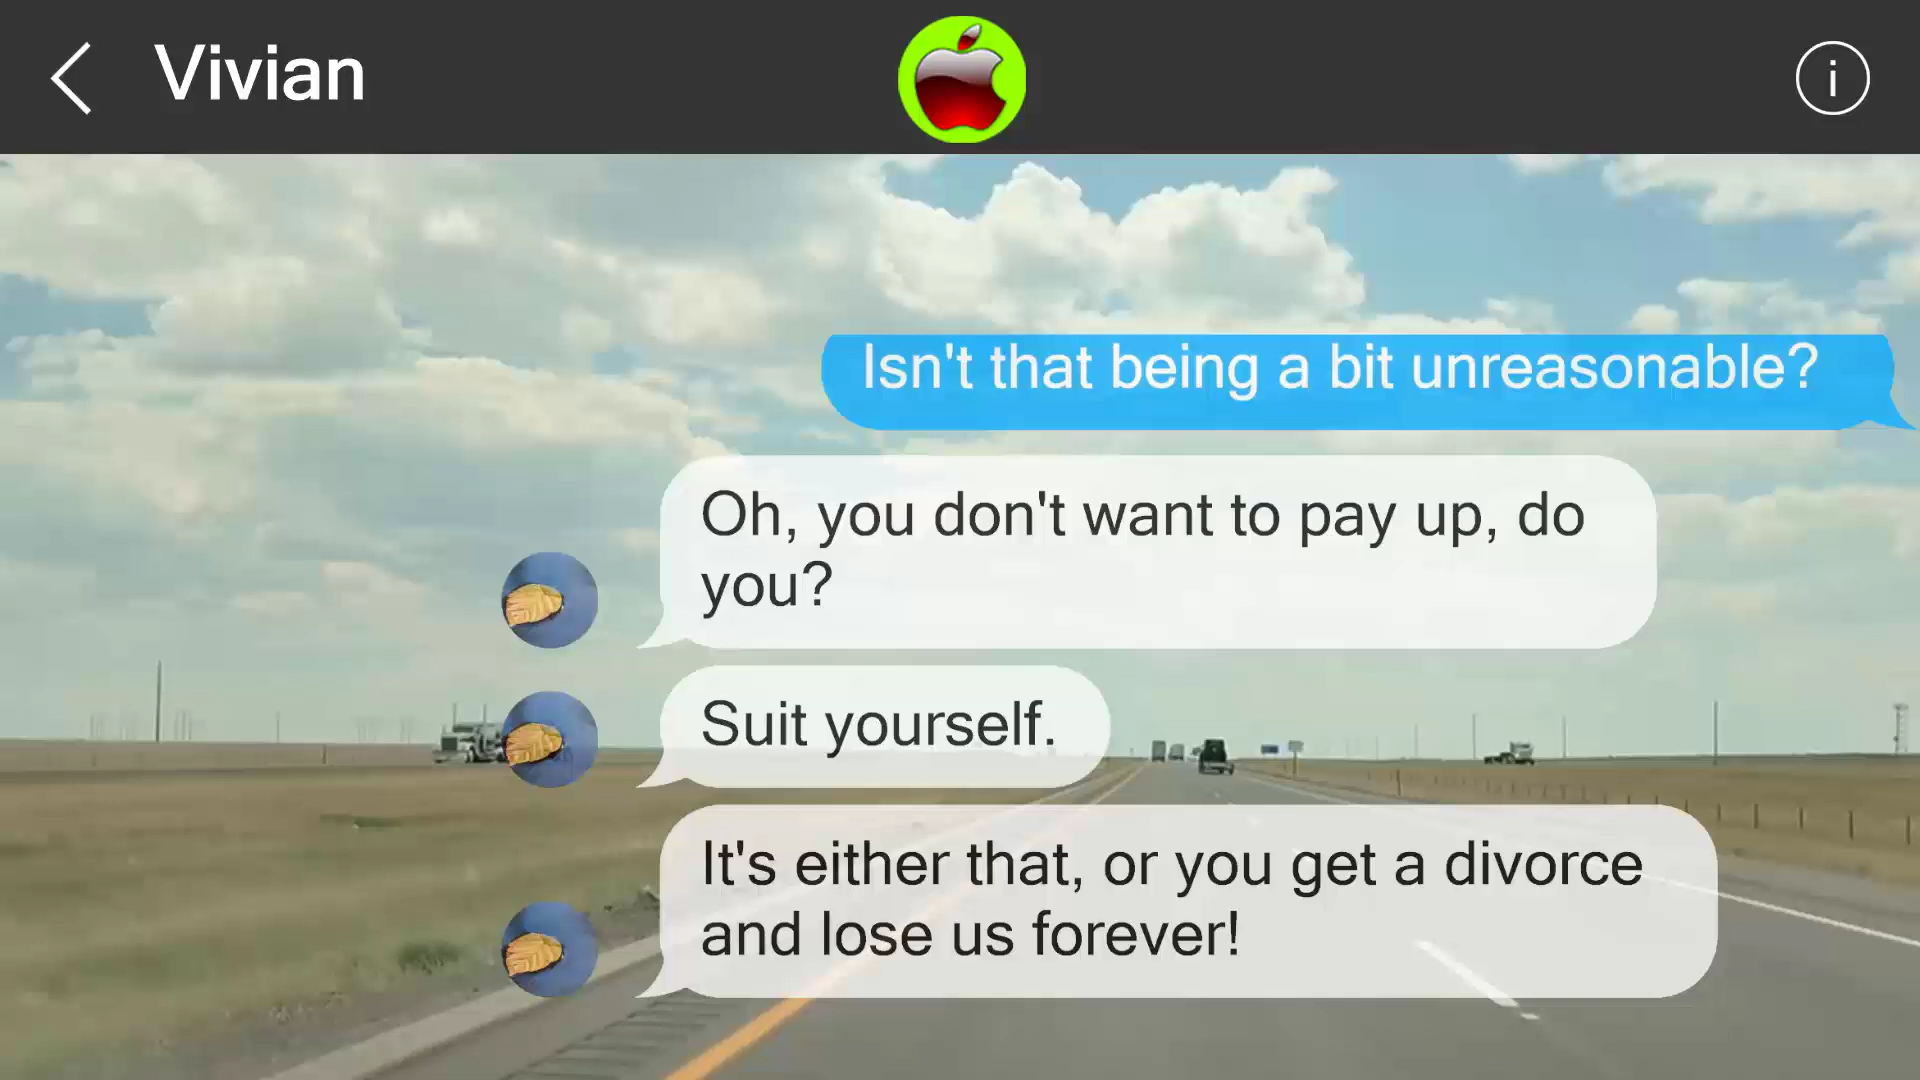 Vivian
i
Isn't that being a bit unreasonable?
Oh, you don't want to pay up, do
you?
Suit yourself.
It's either that, or you get a divorce
and lose us forever!